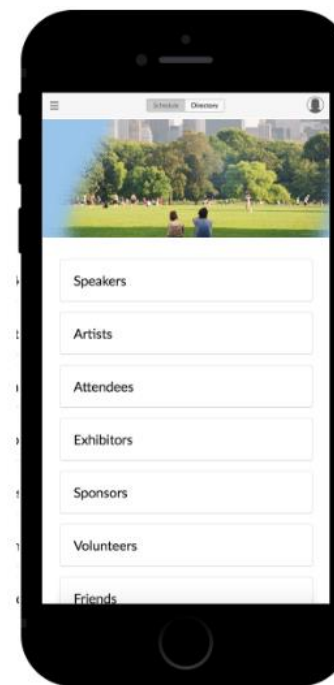 Schedule Directory
Speakers
Artists
Attendees
Exhibitors
Sponsors
Volunteers
Friends